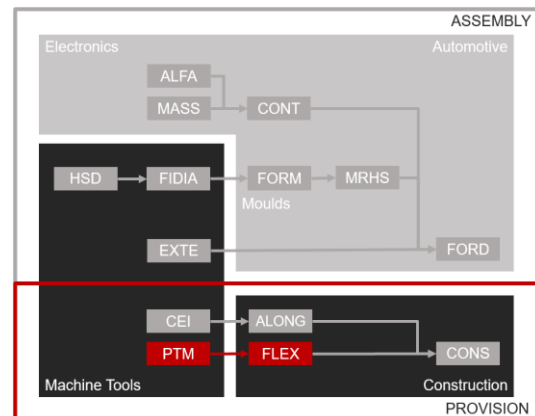 ASSEMBLY
Electronics Automotive
ALFA
MASS CONT
HSD FIDIA FORM MRHS
Moulds
EXTE FORD
CEI ALONG
PTM FLEX CONS
Machine Tools Construction
PROVISION